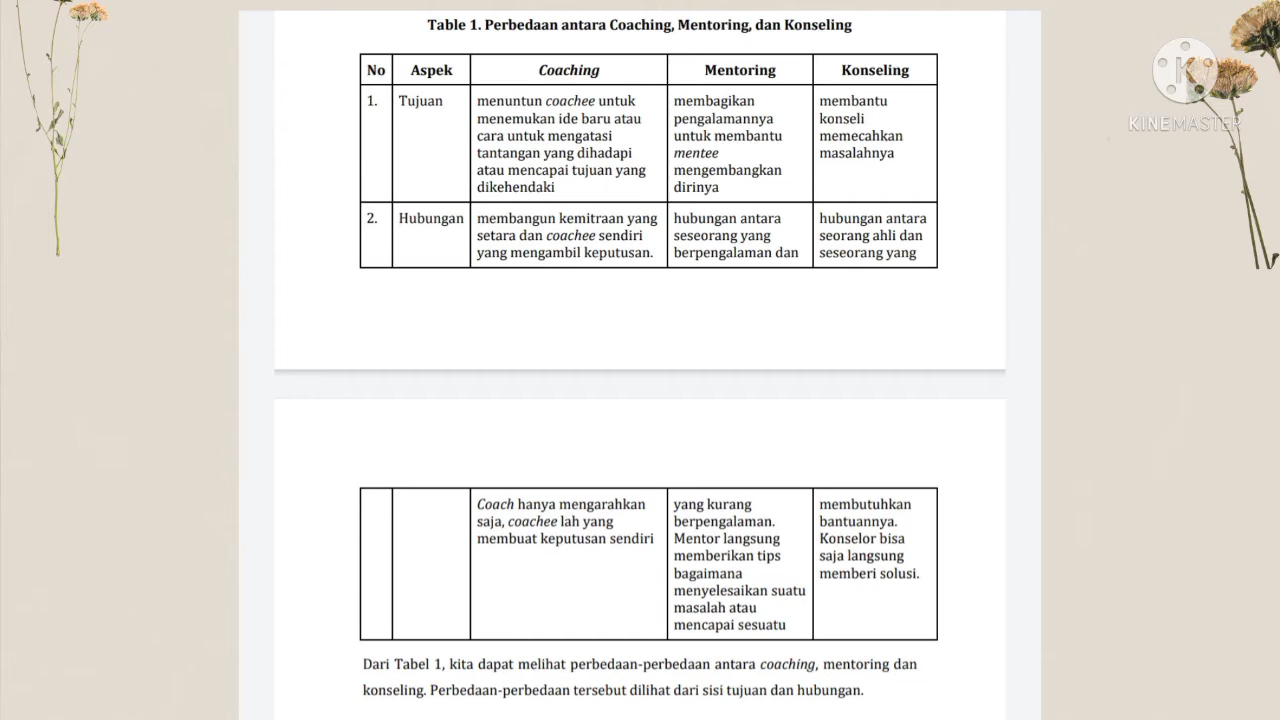 Table 1. Perbedaan antara Coaching, Mentoring, dan Konseling
No Aspek Coaching Mentoring Konseling
1. Tujuan menuntun coachee untuk membagikan membantu
menemukan ide baru atau pengalamannya konseli
cara untuk mengatasi untuk membantu memecahkan
tantangan yang dihadapi mentee masalahnya
atau mencapai tujuan yang mengembangkan
dikehendaki dirinya
2. Hubungan membangun kemitraan yang hubungan antara hubungan antara
setara dan coachee sendiri seseorang yang seorang ahli dan
yang mengambil keputusan. berpengalaman dan seseorang yang
Coach hanya mengarahkan yang kurang membutuhkan
saja, coachee lah yang berpengalaman. bantuannya.
membuat keputusan sendiri Mentor langsung Konselor bisa
memberikan tips saja langsung
bagaimana memberi solusi.
menyelesaikan suatu
masalah atau
mencapai sesuatu
Dari Tabel 1, kita dapat melihat perbedaan-perbedaan antara coaching, mentoring dan
konseling. Perbedaan-perbedaan tersebut dilihat dari sisi tujuan dan hubungan.
K
KINEMASTER